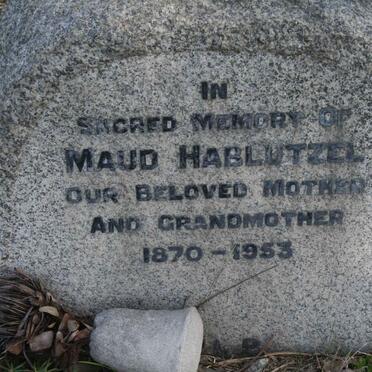 IN
SACRED MEMORY OF
MAUD HABLUTZEL
OUR BELOVED MOTHER
AND GRANDMOTHER
1870 - 1953